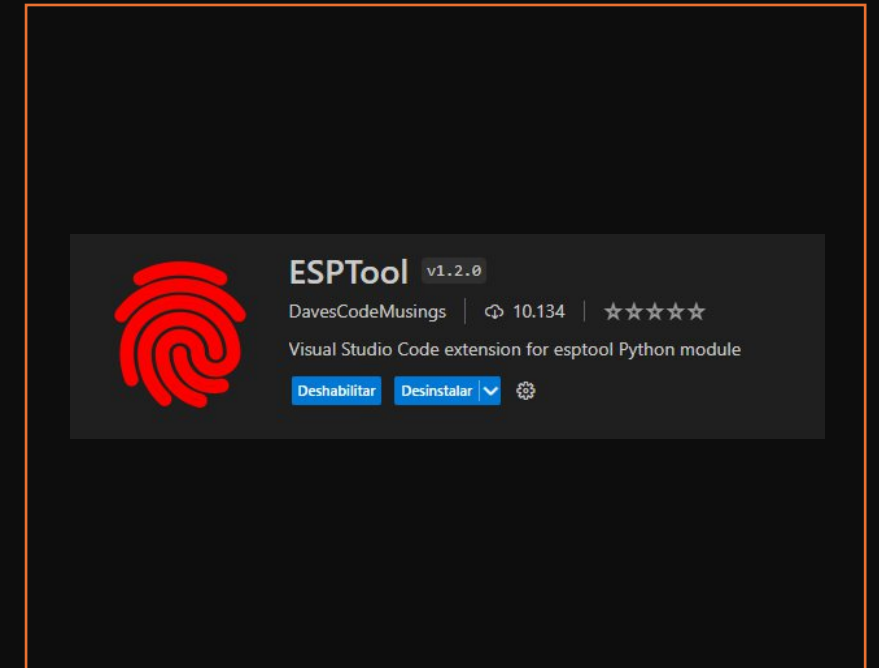 ESPTool v1.2.0
DavesCodeMusings 10.134
Visual Studio Code extension for esptool Python module
Deshabilitar Desinstalar